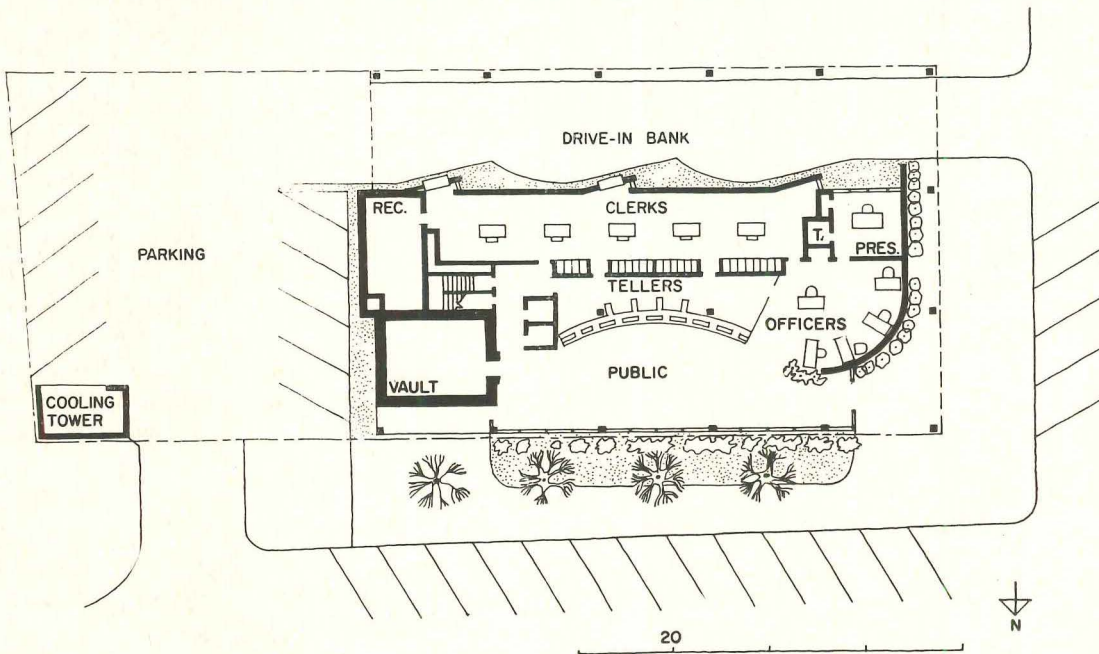 DRIVE-IN BANK
REC.
CLERKS
PARKING
T.
PRES.
TELLERS
OFFICERS
PUBLIC
VAULT
COOLING
TOWER
N
20